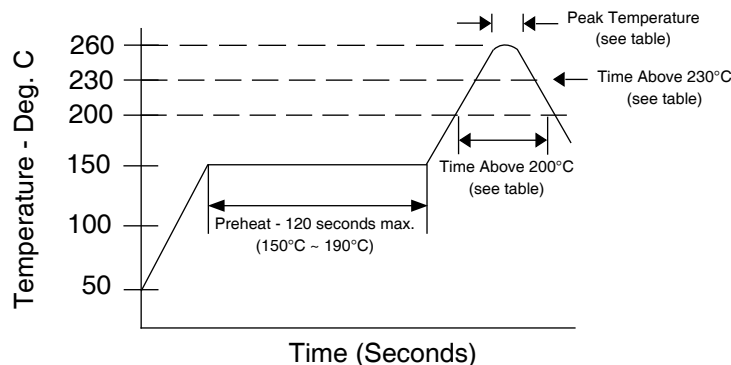 Peak Temperature
(see table)
260
230
Time Above 230°C
(see table)
200
150
Time Above 200°C
(see table)
Preheat - 120 seconds max.
(150°C ~ 190°C)
100
50
Temperature - Deg. C
Time (Seconds)